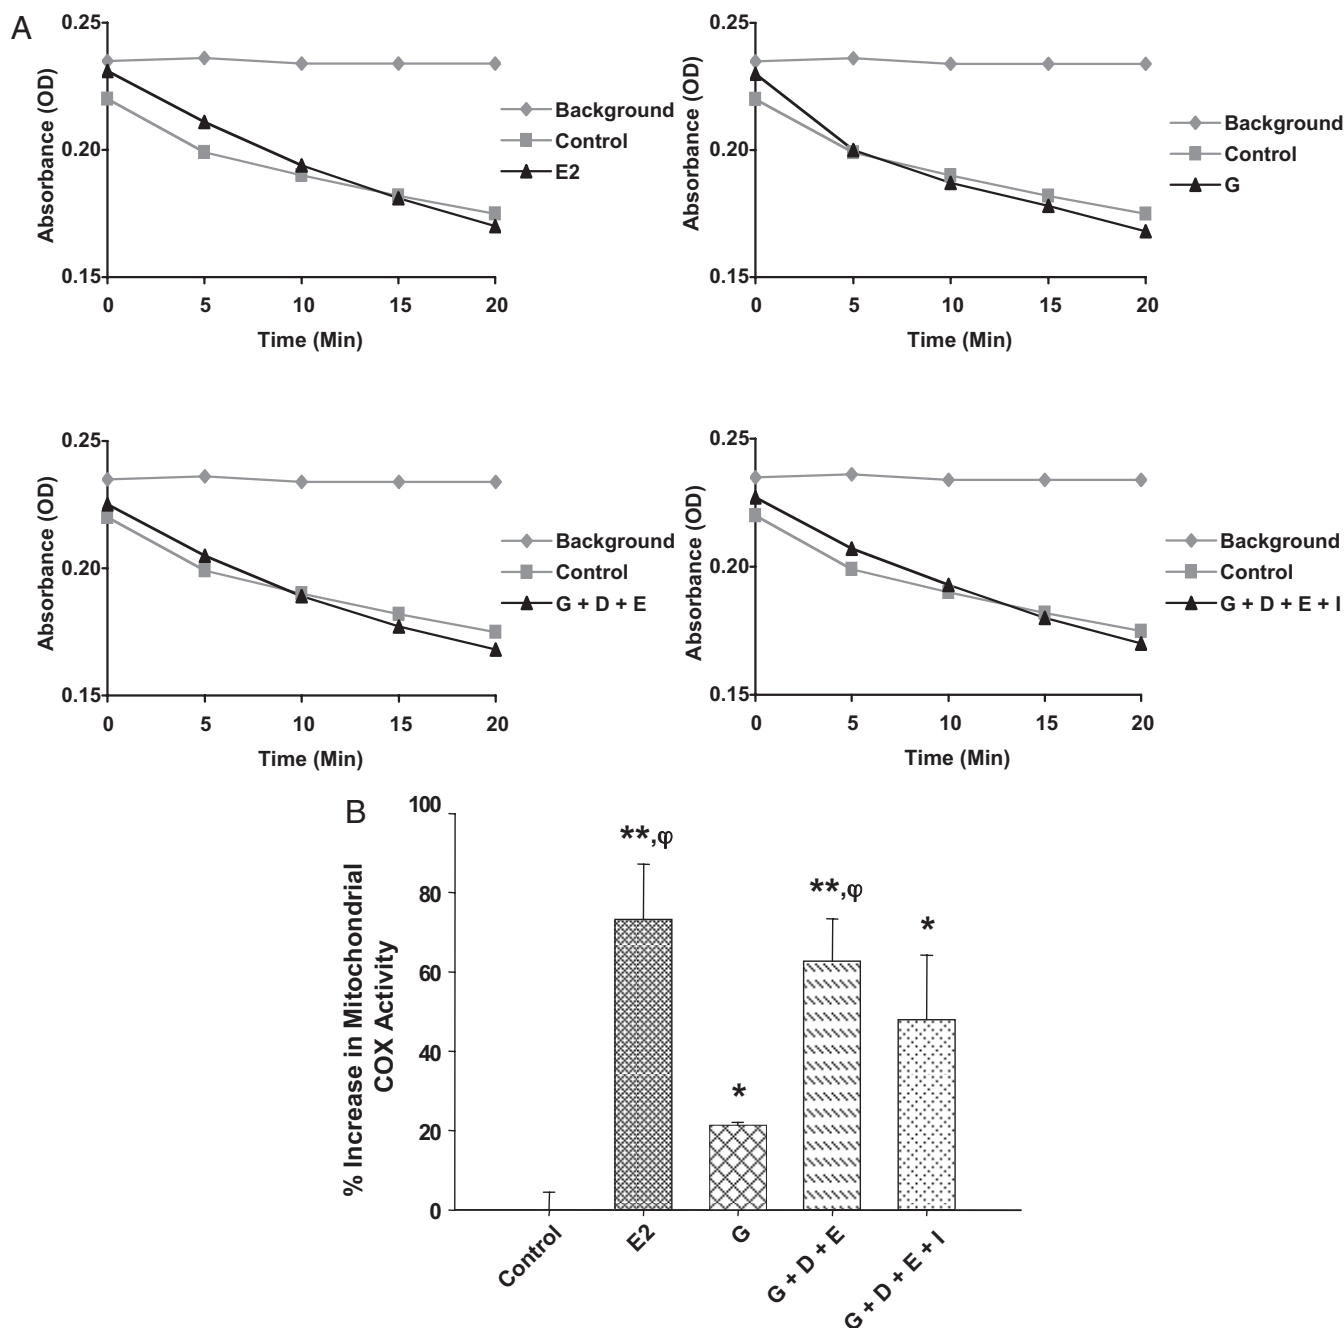 A
0.25
0.20
0.15
Absorbance (OD)
0 5 10 15 20
Time (Min)
Background
Control
E2
0.25
0.20
0.15
Absorbance (OD)
0 5 10 15 20
Time (Min)
Background
Control
G
0.25
0.20
0.15
Absorbance (OD)
0 5 10 15 20
Time (Min)
Background
Control
G + D + E
0.25
0.20
0.15
Absorbance (OD)
0 5 10 15 20
Time (Min)
Background
Control
G + D + E + I
B
% Increase in Mitochondrial
COX Activity
100
80
60
40
20
0
**,φ
*
**,φ
*
Control
E2
G
G + D + E
G + D + E + I